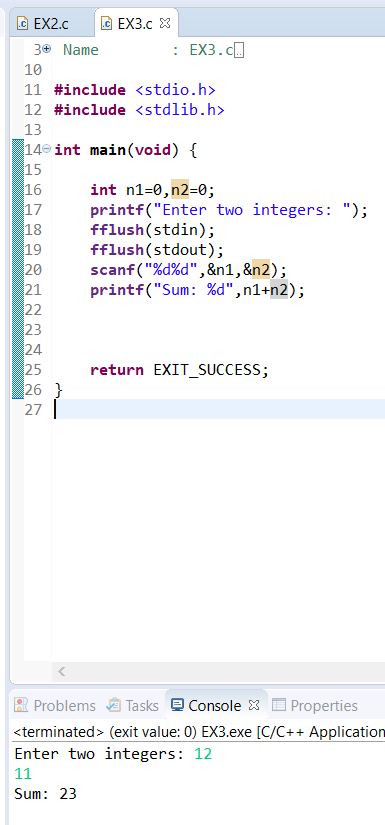 EX2.c EX3.c
3 Name : EX3.c
10
11 #include <stdio.h>
12 #include <stdlib.h>
13
14 int main(void) {
15
16 int n1=0,n2=0;
17 printf("Enter two integers: ");
18 fflush(stdin);
19 fflush(stdout);
20 scanf("%d%d",&n1,&n2);
21 printf("Sum: %d",n1+n2);
22
23
24
25 return EXIT_SUCCESS;
26 }
27
Problems Tasks Console Properties
<terminated> (exit value: 0) EX3.exe [C/C++ Application
Enter two integers: 12
11
Sum: 23